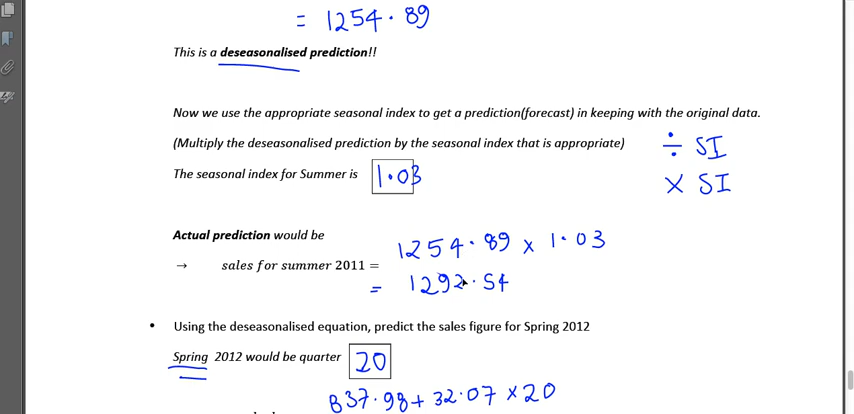 = 1254.89
This is a deseasonalised prediction!!
Now we use the appropriate seasonal index to get a prediction(forecast) in keeping with the original data.
(Multiply the deseasonalised prediction by the seasonal index that is appropriate)
÷ SI
The seasonal index for Summer is 1.03
× SI
Actual prediction would be
→ sales for summer 2011 = 1254.89 × 1.03
= 1292.54
• Using the deseasonalised equation, predict the sales figure for Spring 2012
Spring 2012 would be quarter 20
837.98 + 32.07 × 20